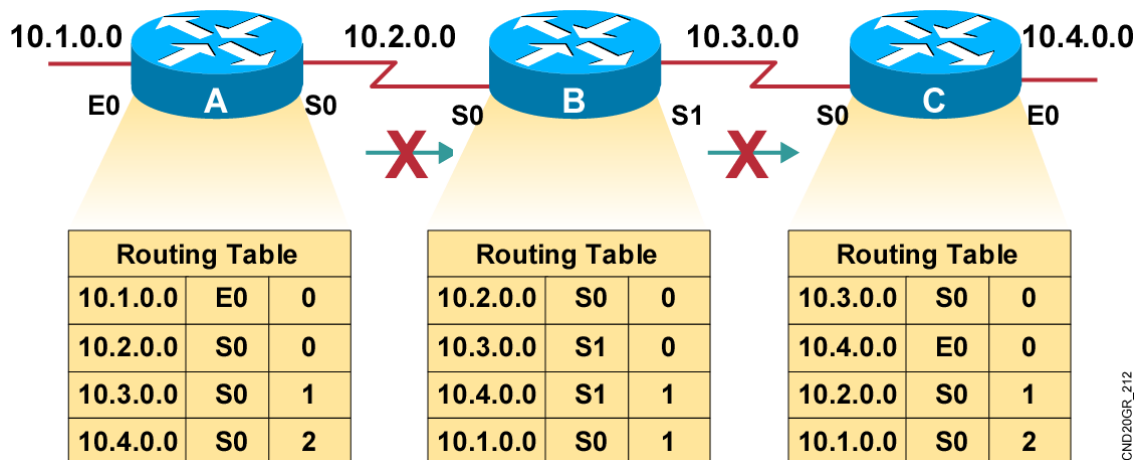 10.1.0.0 10.2.0.0 10.3.0.0 10.4.0.0
A B C
E0 S0 S0 S1 S0 E0
X X
Routing Table Routing Table Routing Table
10.1.0.0 E0 0 10.2.0.0 S0 0 10.3.0.0 S0 0
10.2.0.0 S0 0 10.3.0.0 S1 0 10.4.0.0 E0 0
10.3.0.0 S0 1 10.4.0.0 S1 1 10.2.0.0 S0 1
10.4.0.0 S0 2 10.1.0.0 S0 1 10.1.0.0 S0 2
CND20GR_212